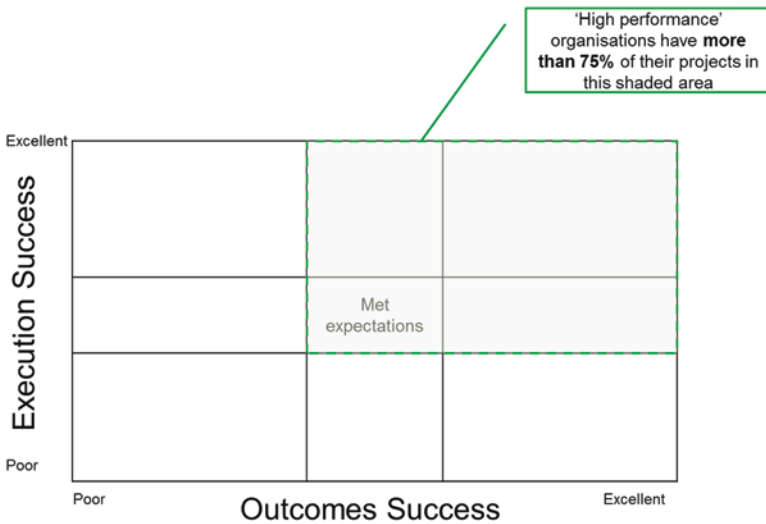 ‘High performance’
organisations have more
than 75% of their projects in
this shaded area
Excellent
Execution Success
Met
expectations
Poor
Poor
Outcomes Success
Excellent